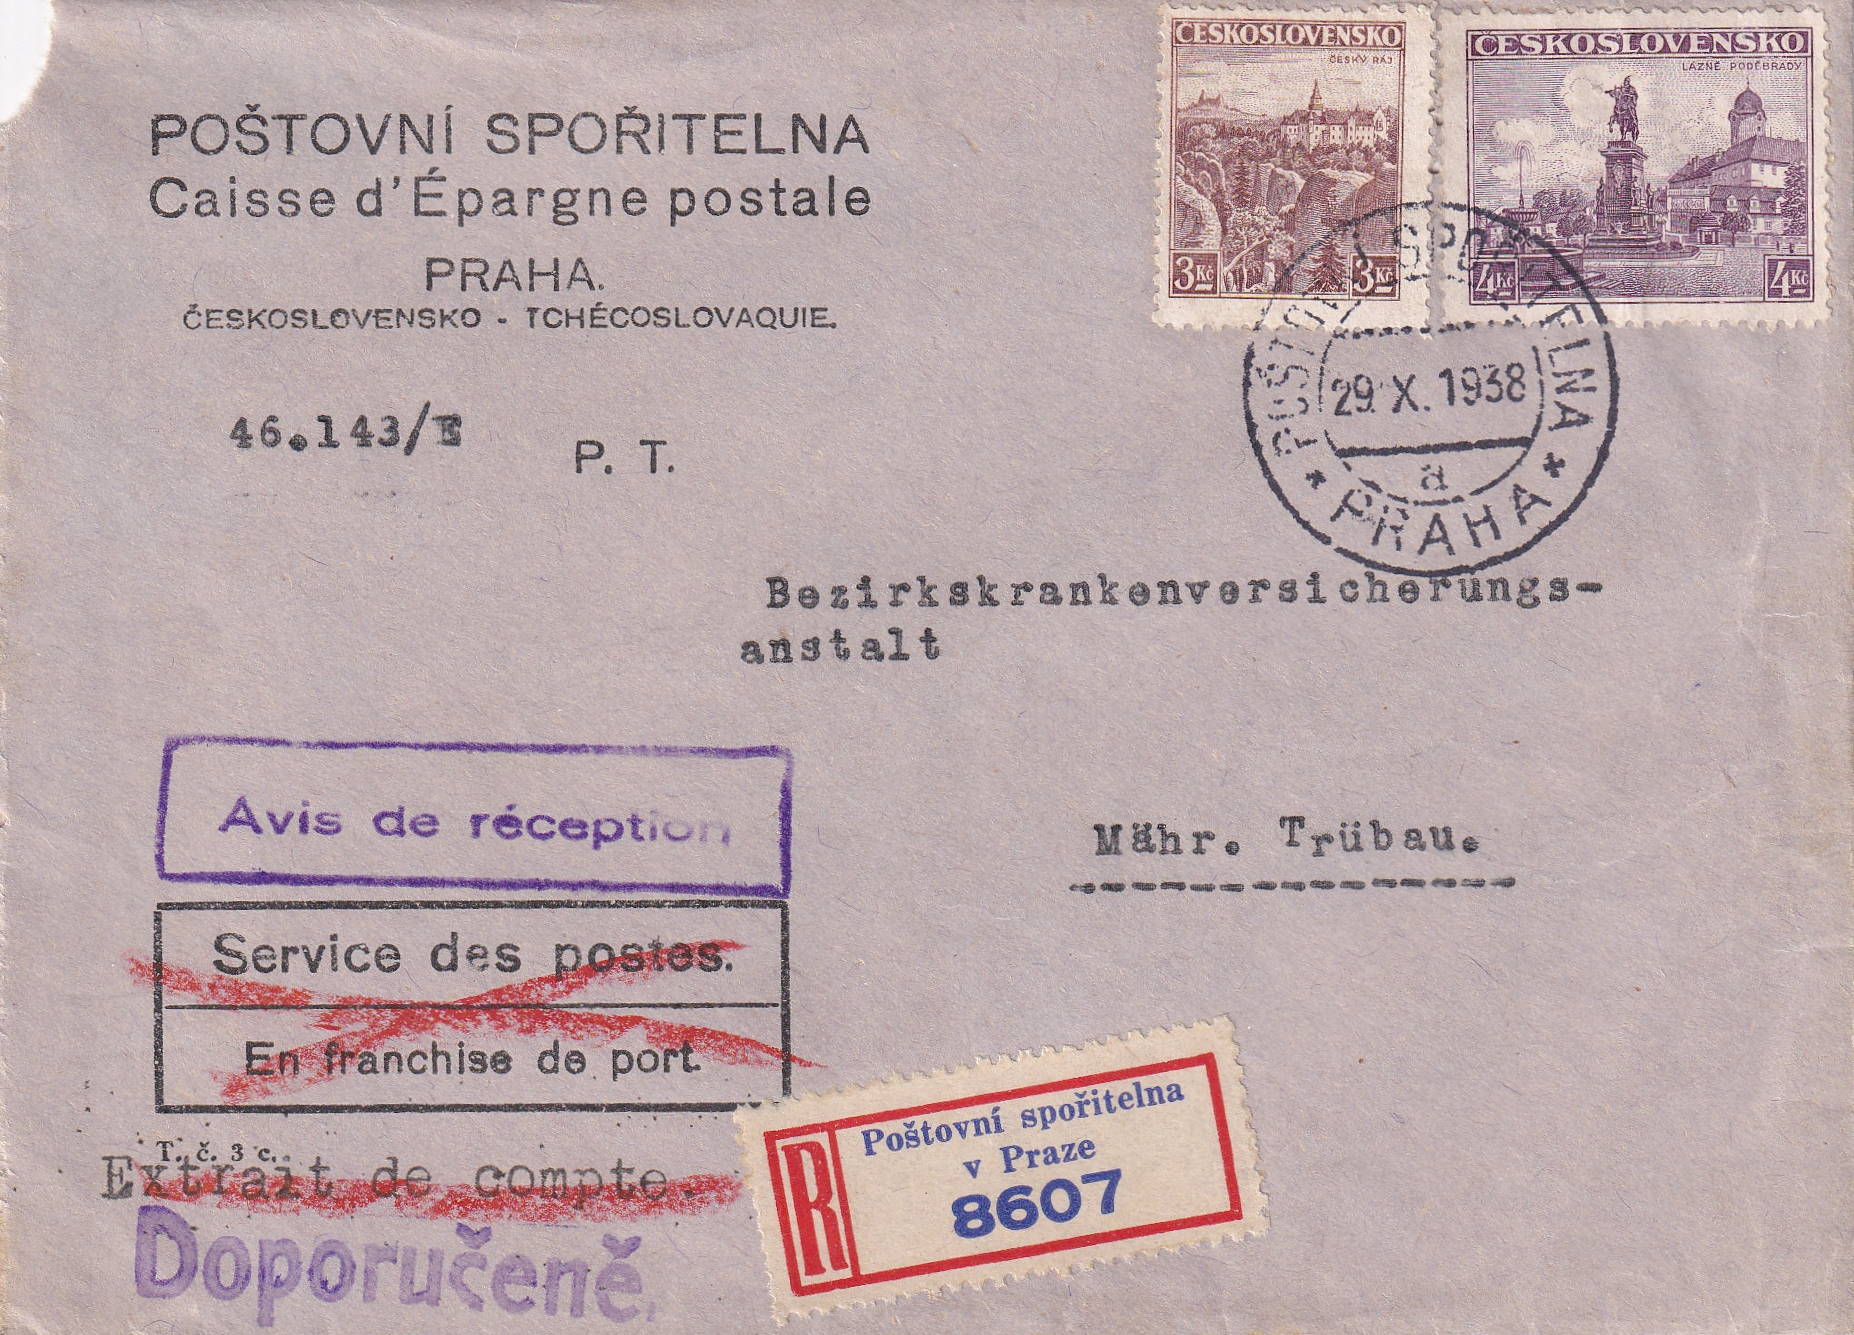 POŠTOVNÍ SPOŘITELNA
Caisse d'Épargne postale
PRAHA.
ČESKOSLOVENSKO - TCHÉCOSLOVAQUIE.
ČESKOSLOVENSKO
ČESKÝ RÁJ
3Kč 3Kč
ČESKOSLOVENSKO
LÁZNĚ PODĚBRADY
4Kč 4Kč
POŠTOVNÍ SPOŘITELNA
29.X.1938
a
* PRAHA *
46.143/E
P. T.
Bezirkskrankenversicherungs-
anstalt
Mähr. Trübau.
Avis de réception
Service des postes.
En franchise de port.
T. č. 3 c.
Extrait de compte.
Doporučeně.
R
Poštovní spořitelna
v Praze
8607